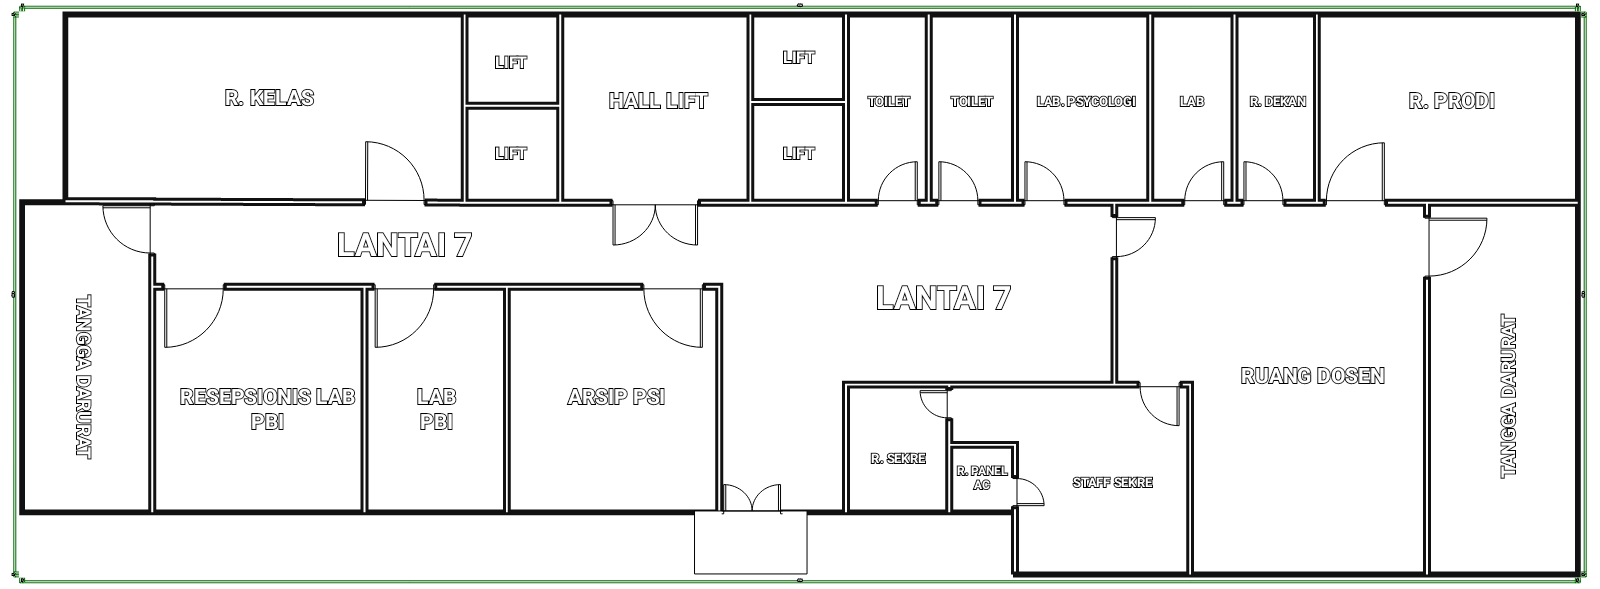 R. KELAS
LIFT
LIFT
HALL LIFT
LIFT
LIFT
TOILET
TOILET
LAB. PSYCOLOGI
LAB
R. DEKAN
R. PRODI
LANTAI 7
LANTAI 7
TANGGA DARURAT
RESEPSIONIS LAB
PBI
LAB
PBI
ARSIP PSI
R. SEKRE
R. PANEL
AC
STAFF SEKRE
RUANG DOSEN
TANGGA DARURAT